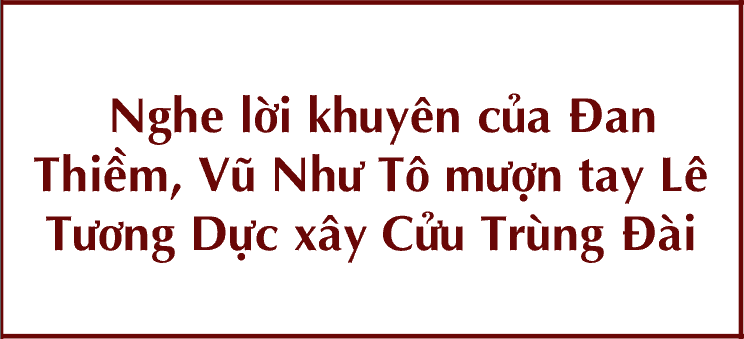 Nghe lời khuyên của Đan
Thiềm, Vũ Như Tô mượn tay Lê
Tương Dực xây Cửu Trùng Đài